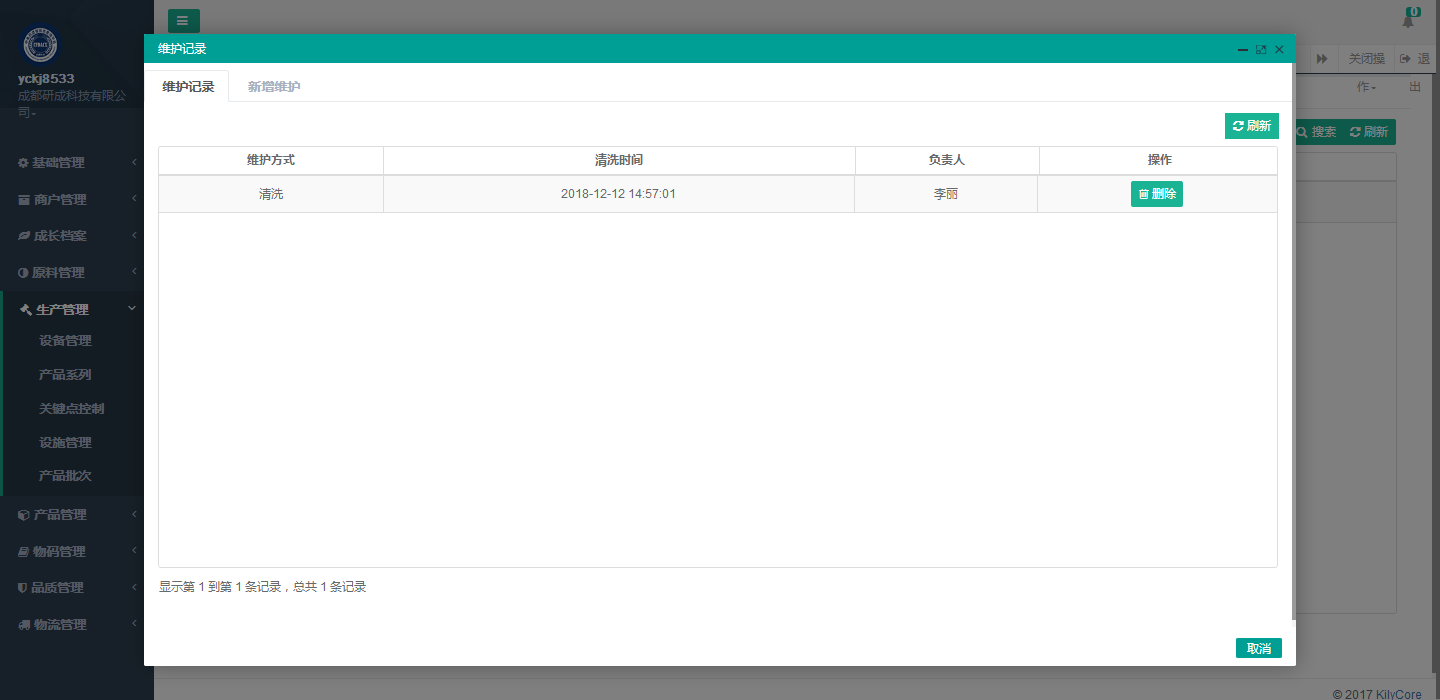 0
yckj8533
成都研成科技有限公
司
基础管理
商户管理
成长档案
原料管理
生产管理
设备管理
产品系列
关键点控制
设施管理
产品批次
产品管理
物码管理
品质管理
物流管理
关闭操
作
退
出
搜索
刷新
维护记录
维护记录
新增维护
刷新
维护方式 清洗时间 负责人 操作
清洗 2018-12-12 14:57:01 李丽 删除
显示第 1 到第 1 条记录，总共 1 条记录
取消
© 2017 KilyCore